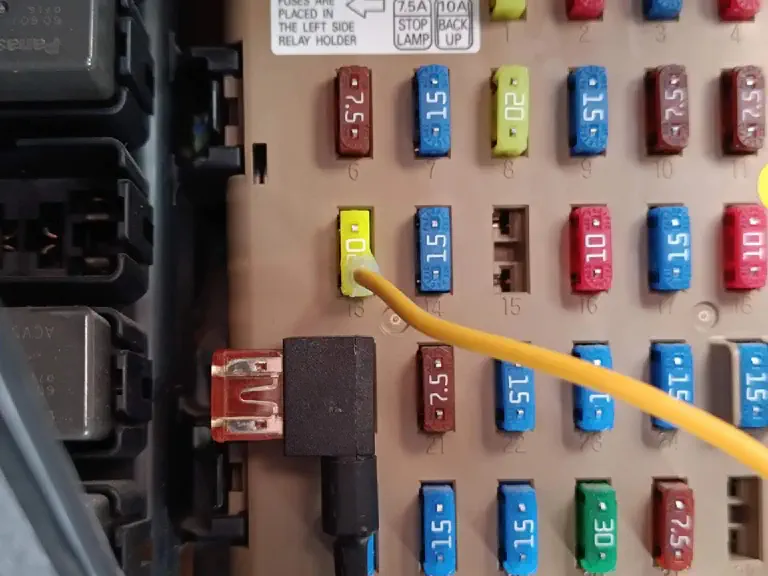 FUSES ARE
PLACED IN
THE LEFT SIDE
RELAY HOLDER
7.5A
STOP
LAMP
10A
BACK
UP
Panas
1 2 3 4
7.5 15 20 15 7.5 7.5
6 7 8 9 10 11
15 10 15 10
13 14 15 16 17 18
7.5 15 15
21 22 23 24
15 15 30 7.5